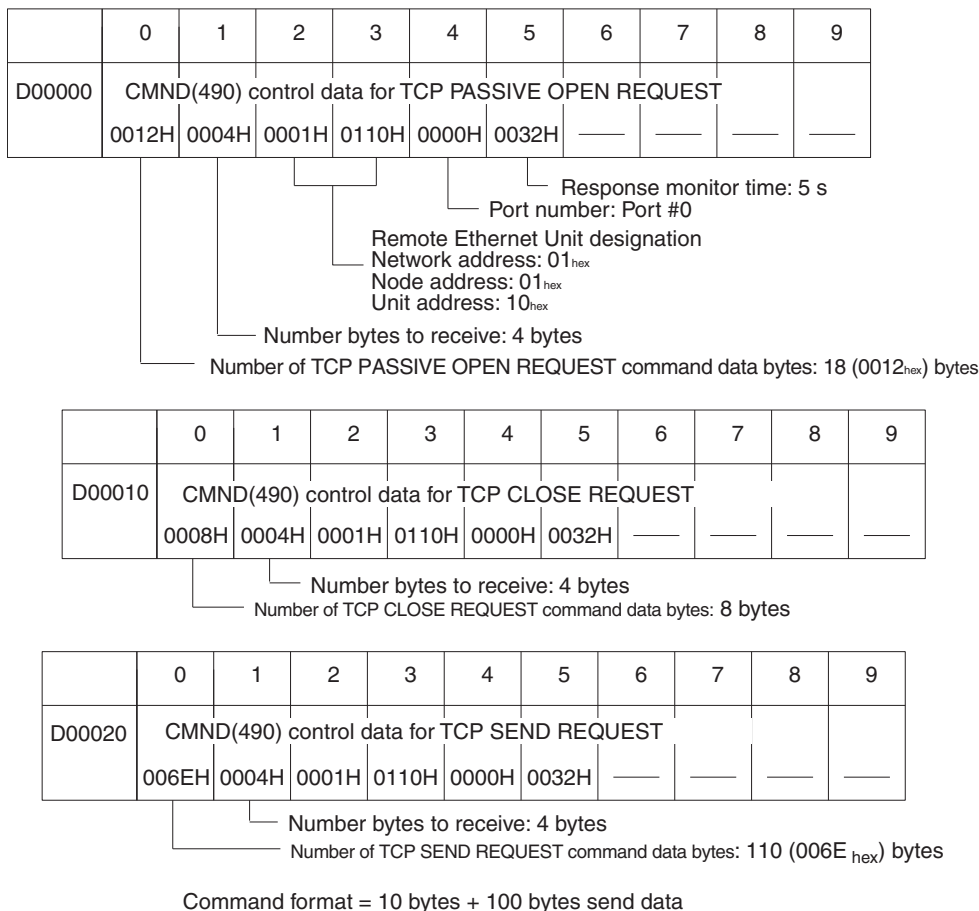 0 1 2 3 4 5 6 7 8 9
D00000 CMND(490) control data for TCP PASSIVE OPEN REQUEST
0012H 0004H 0001H 0110H 0000H 0032H —— —— —— ——
Response monitor time: 5 s
Port number: Port #0
Remote Ethernet Unit designation
Network address: 01hex
Node address: 01hex
Unit address: 10hex
Number bytes to receive: 4 bytes
Number of TCP PASSIVE OPEN REQUEST command data bytes: 18 (0012hex) bytes
0 1 2 3 4 5 6 7 8 9
D00010 CMND(490) control data for TCP CLOSE REQUEST
0008H 0004H 0001H 0110H 0000H 0032H —— —— —— ——
Number bytes to receive: 4 bytes
Number of TCP CLOSE REQUEST command data bytes: 8 bytes
0 1 2 3 4 5 6 7 8 9
D00020 CMND(490) control data for TCP SEND REQUEST
006EH 0004H 0001H 0110H 0000H 0032H —— —— —— ——
Number bytes to receive: 4 bytes
Number of TCP SEND REQUEST command data bytes: 110 (006E hex) bytes
Command format = 10 bytes + 100 bytes send data